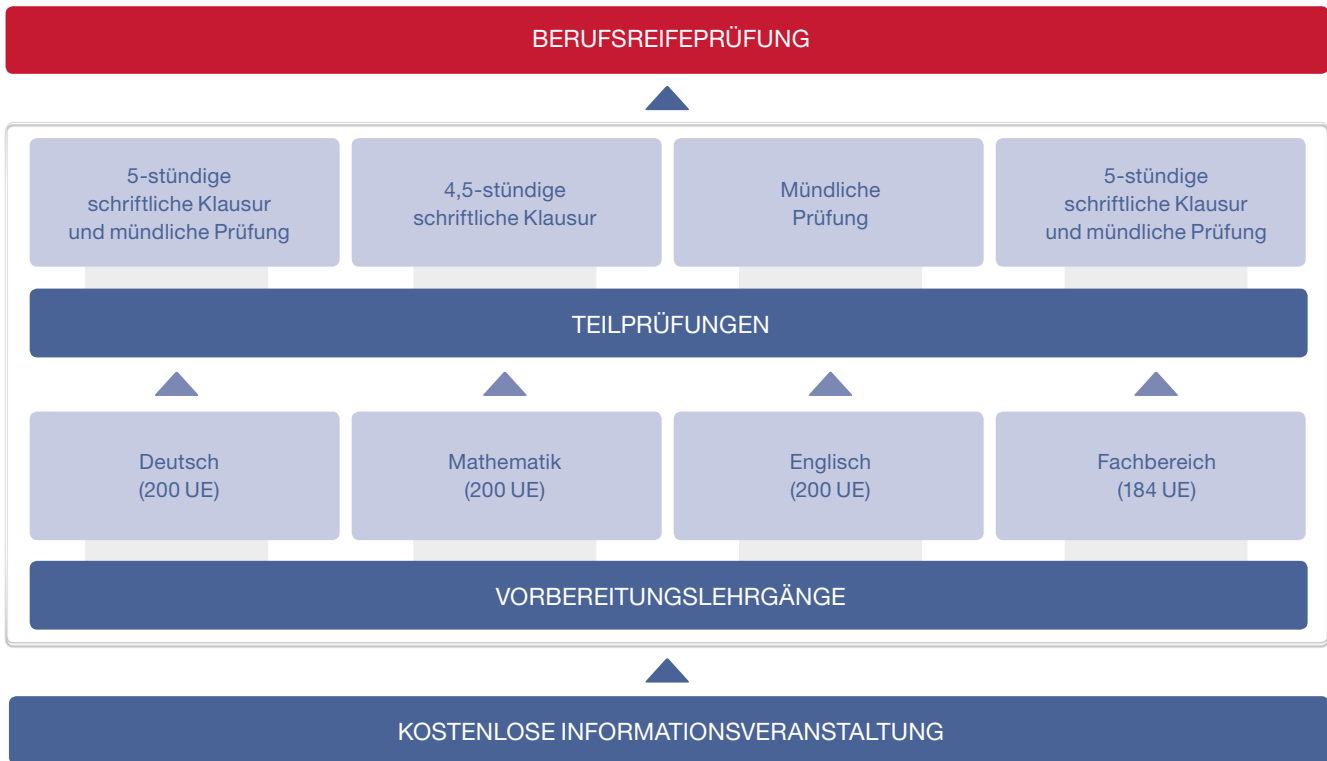 BERUFSREIFEPRÜFUNG
5-stündige
schriftliche Klausur
und mündliche Prüfung
4,5-stündige
schriftliche Klausur
Mündliche
Prüfung
5-stündige
schriftliche Klausur
und mündliche Prüfung
TEILPRÜFUNGEN
Deutsch
(200 UE)
Mathematik
(200 UE)
Englisch
(200 UE)
Fachbereich
(184 UE)
VORBEREITUNGSLEHRGÄNGE
KOSTENLOSE INFORMATIONSVERANSTALTUNG